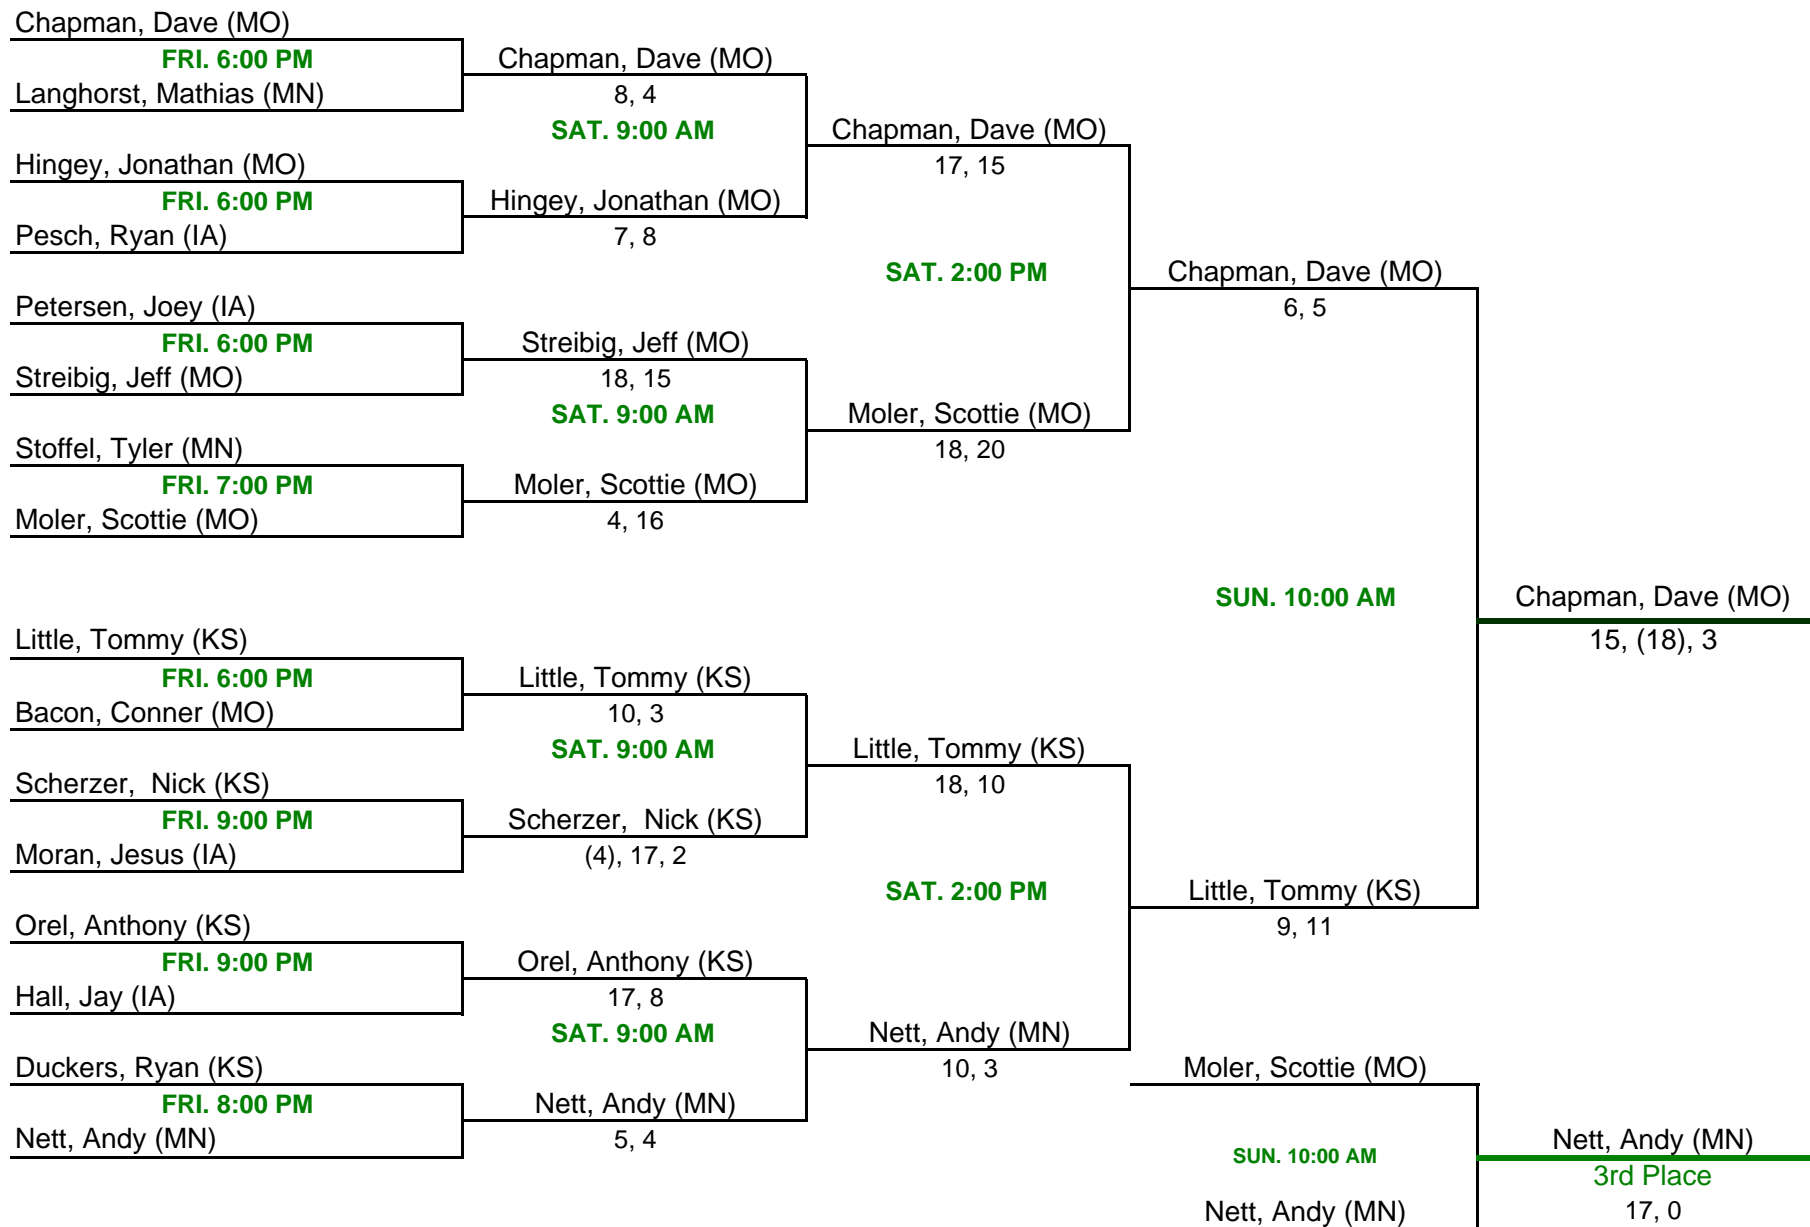 Chapman, Dave (MO)
FRI. 6:00 PM
Langhorst, Mathias (MN)
Hingey, Jonathan (MO)
FRI. 6:00 PM
Pesch, Ryan (IA)
Petersen, Joey (IA)
FRI. 6:00 PM
Streibig, Jeff (MO)
Stoffel, Tyler (MN)
FRI. 7:00 PM
Moler, Scottie (MO)
Little, Tommy (KS)
FRI. 6:00 PM
Bacon, Conner (MO)
Scherzer,  Nick (KS)
FRI. 9:00 PM
Moran, Jesus (IA)
Orel, Anthony (KS)
FRI. 9:00 PM
Hall, Jay (IA)
Duckers, Ryan (KS)
FRI. 8:00 PM
Nett, Andy (MN)
Chapman, Dave (MO)
8, 4
SAT. 9:00 AM
Hingey, Jonathan (MO)
7, 8
Streibig, Jeff (MO)
18, 15
SAT. 9:00 AM
Moler, Scottie (MO)
4, 16
Little, Tommy (KS)
10, 3
SAT. 9:00 AM
Scherzer,  Nick (KS)
(4), 17, 2
Orel, Anthony (KS)
17, 8
SAT. 9:00 AM
Nett, Andy (MN)
5, 4
Chapman, Dave (MO)
17, 15
SAT. 2:00 PM
Moler, Scottie (MO)
18, 20
Little, Tommy (KS)
18, 10
SAT. 2:00 PM
Nett, Andy (MN)
10, 3
Chapman, Dave (MO)
6, 5
SUN. 10:00 AM
Little, Tommy (KS)
9, 11
Moler, Scottie (MO)
SUN. 10:00 AM
Nett, Andy (MN)
Chapman, Dave (MO)
15, (18), 3
Nett, Andy (MN)
3rd Place
17, 0